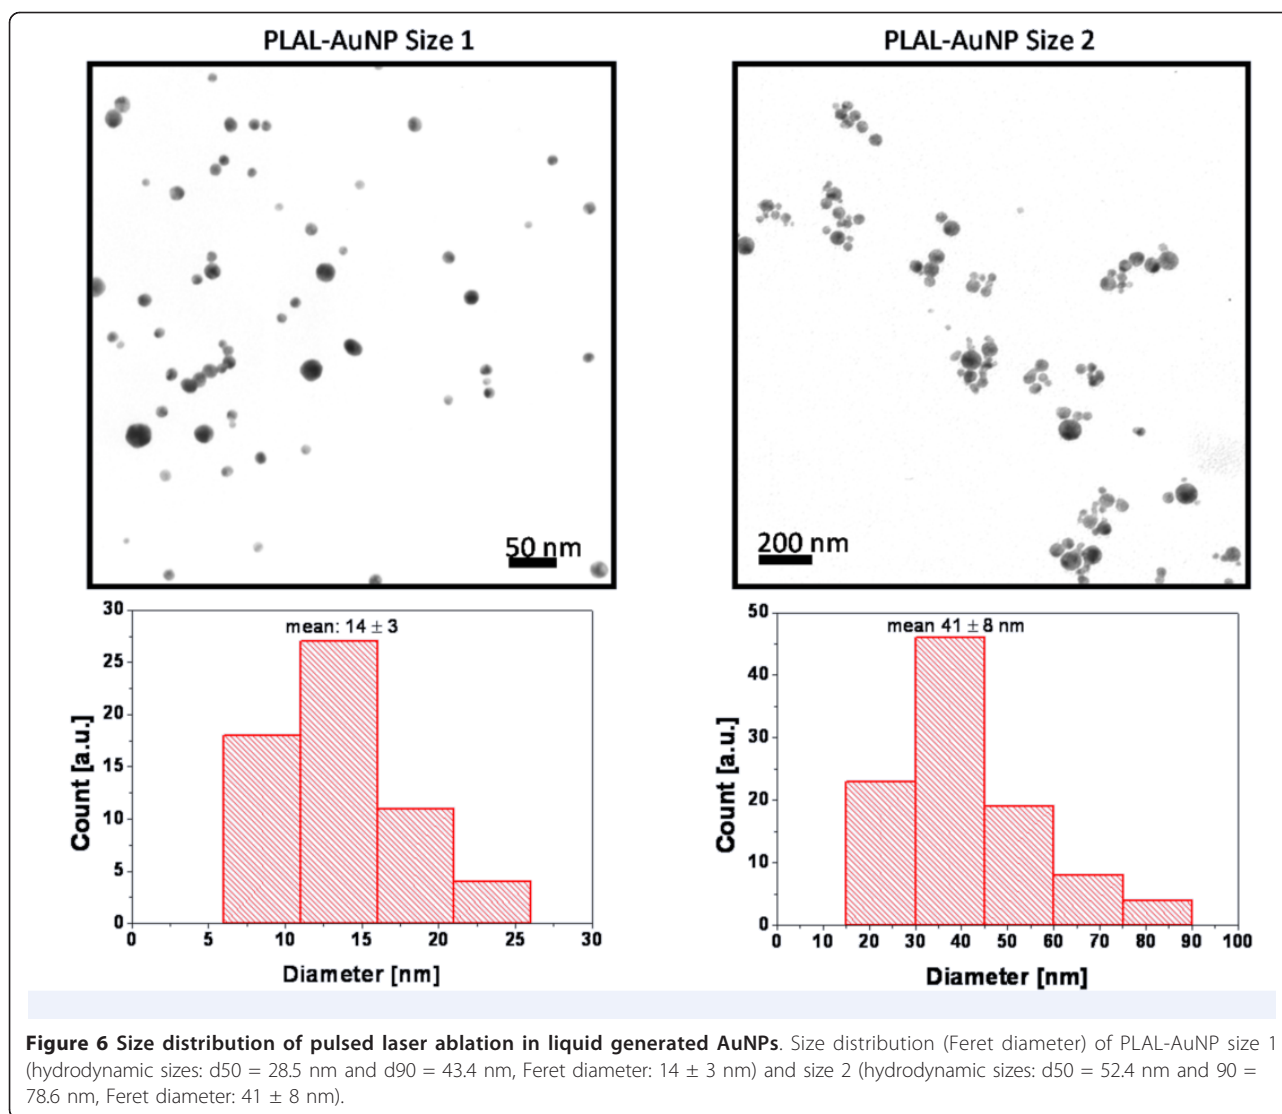 PLAL-AuNP Size 1
PLAL-AuNP Size 2
50 nm
200 nm
mean: 14 ± 3
30
25
20
15
10
5
0
Count [a.u.]
0 5 10 15 20 25 30
Diameter [nm]
mean 41 ± 8 nm
50
40
30
20
10
0
Count [a.u.]
0 10 20 30 40 50 60 70 80 90 100
Diameter [nm]
Figure 6 Size distribution of pulsed laser ablation in liquid generated AuNPs. Size distribution (Feret diameter) of PLAL-AuNP size 1
(hydrodynamic sizes: d50 = 28.5 nm and d90 = 43.4 nm, Feret diameter: 14 ± 3 nm) and size 2 (hydrodynamic sizes: d50 = 52.4 nm and 90 =
78.6 nm, Feret diameter: 41 ± 8 nm).